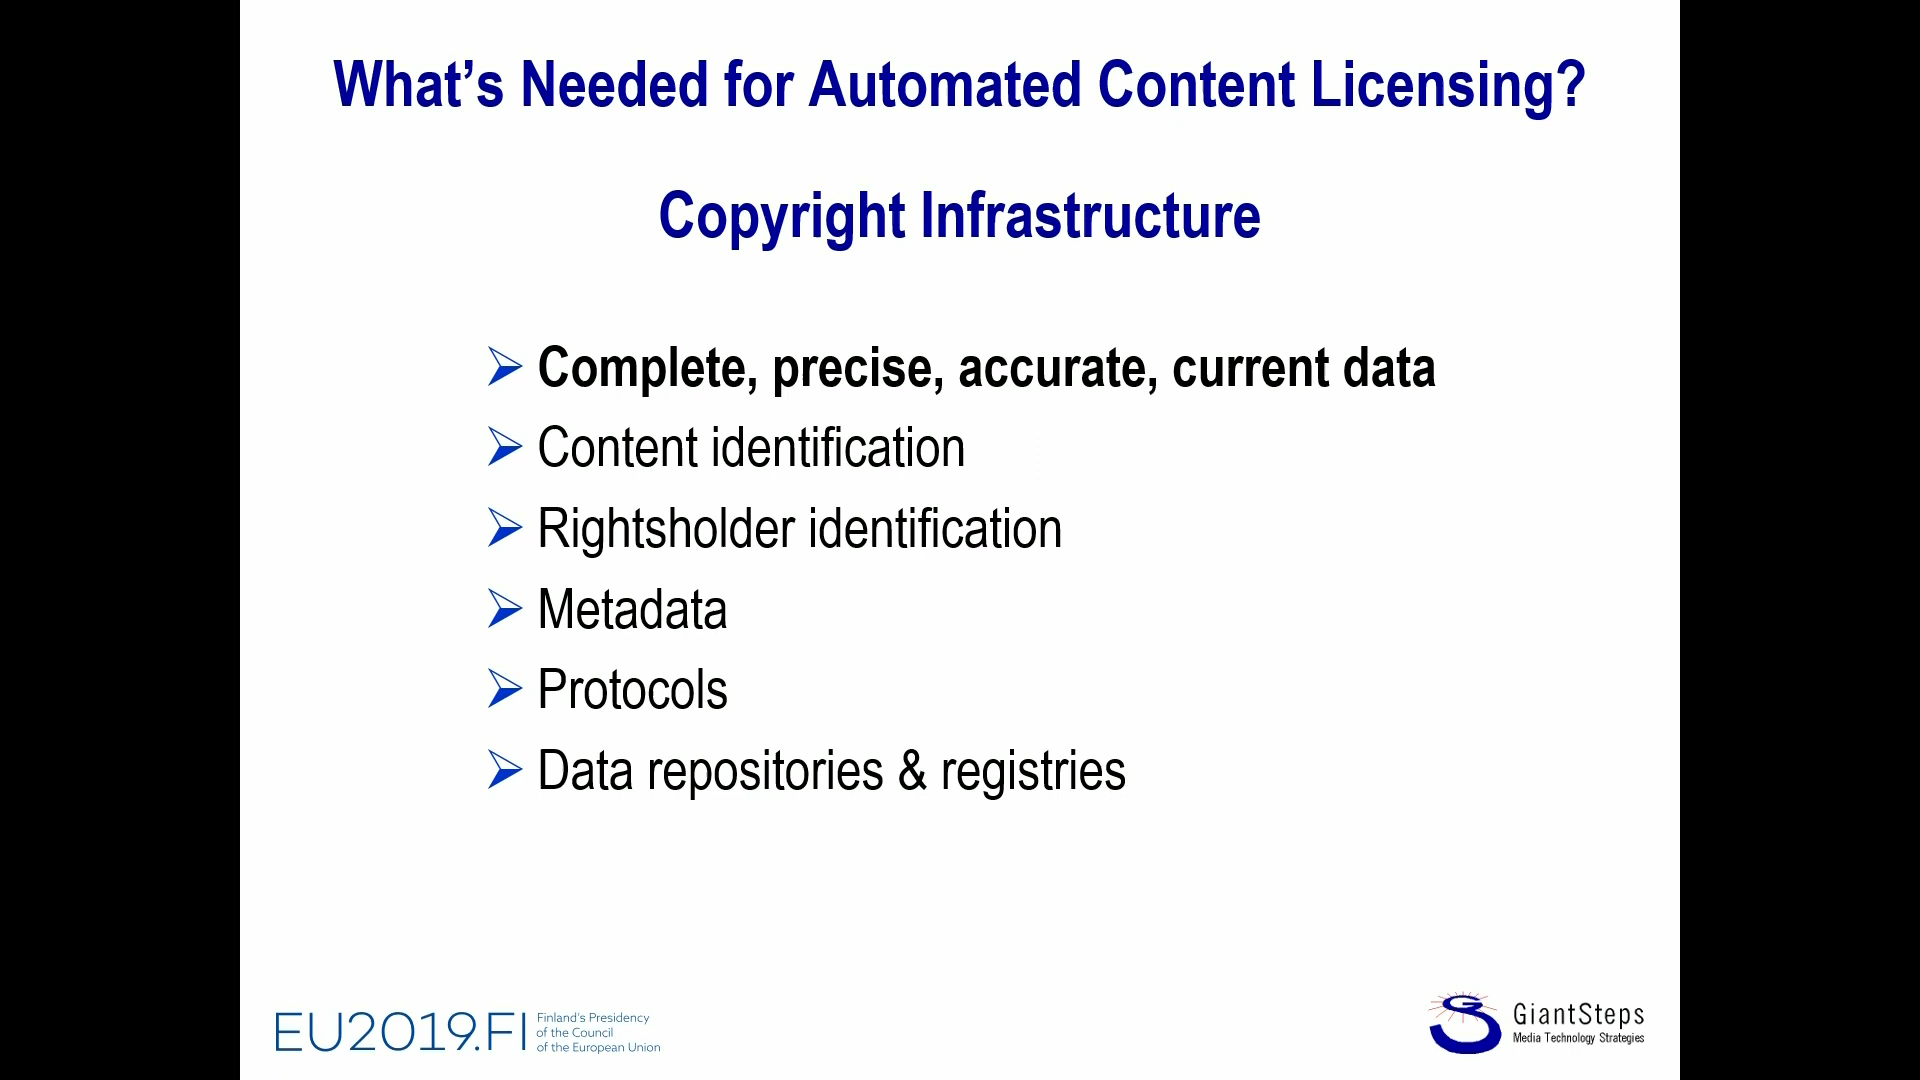 What’s Needed for Automated Content Licensing?
Copyright Infrastructure
Complete, precise, accurate, current data
Content identification
Rightsholder identification
Metadata
Protocols
Data repositories & registries
EU2019.FI
Finland's Presidency
of the Council
of the European Union
GiantSteps
Media Technology Strategies